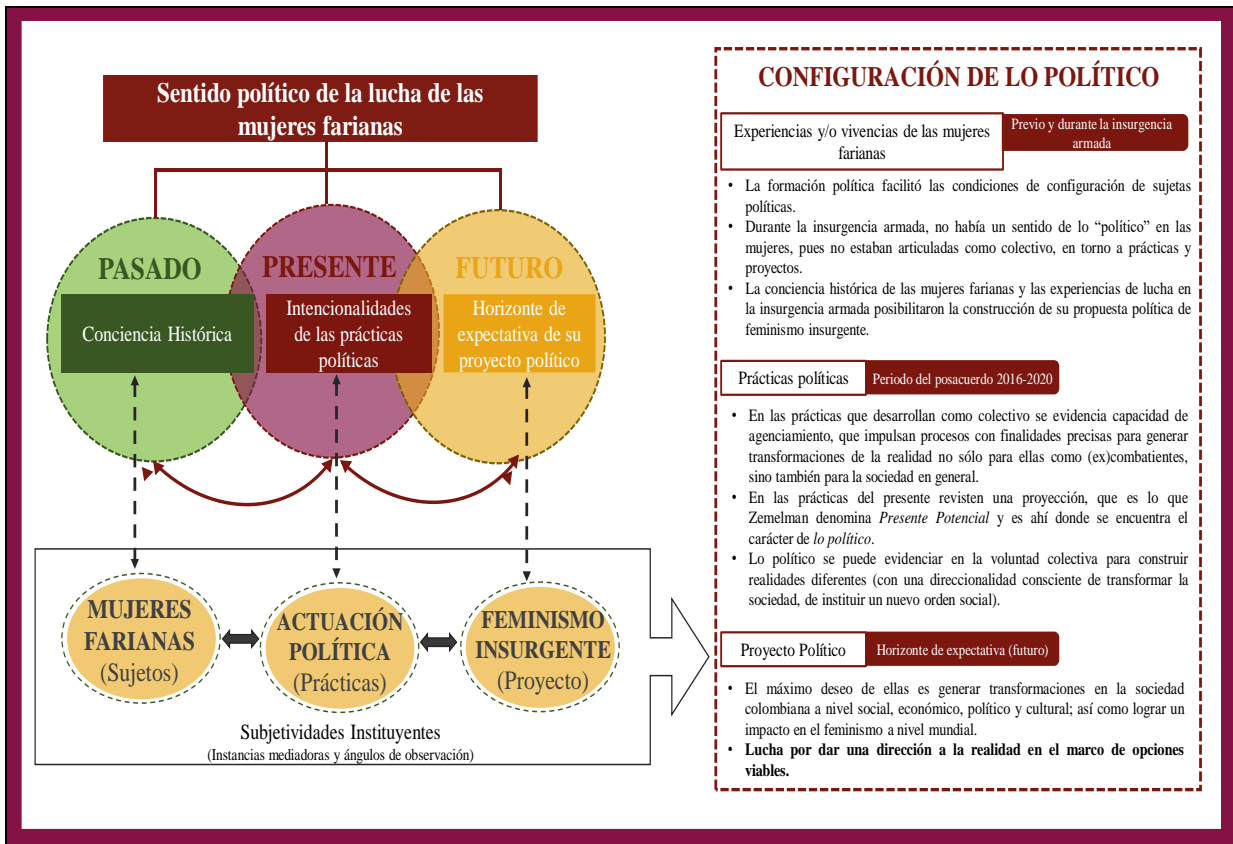 Sentido político de la lucha de las
mujeres farianas
PASADO
Conciencia Histórica
PRESENTE
Intencionalidades
de las prácticas
políticas
FUTURO
Horizonte de
expectativa de su
proyecto político
MUJERES
FARIANAS
(Sujetos)
ACTUACIÓN
POLÍTICA
(Prácticas)
FEMINISMO
INSURGENTE
(Proyecto)
Subjetividades Instituyentes
(Instancias mediadoras y ángulos de observación)
CONFIGURACIÓN DE LO POLÍTICO
Experiencias y/o vivencias de las mujeres
farianas
Previo y durante la insurgencia
armada
• La formación política facilitó las condiciones de configuración de sujetas
políticas.
• Durante la insurgencia armada, no había un sentido de lo “político” en las
mujeres, pues no estaban articuladas como colectivo, en torno a prácticas y
proyectos.
• La conciencia histórica de las mujeres farianas y las experiencias de lucha en
la insurgencia armada posibilitaron la construcción de su propuesta política de
feminismo insurgente.
Prácticas políticas
Periodo del posacuerdo 2016-2020
• En las prácticas que desarrollan como colectivo se evidencia capacidad de
agenciamiento, que impulsan procesos con finalidades precisas para generar
transformaciones de la realidad no sólo para ellas como (ex)combatientes,
sino también para la sociedad en general.
• En las prácticas del presente revisten una proyección, que es lo que
Zemelman denomina Presente Potencial y es ahí donde se encuentra el
carácter de lo político.
• Lo político se puede evidenciar en la voluntad colectiva para construir
realidades diferentes (con una direccionalidad consciente de transformar la
sociedad, de instituir un nuevo orden social).
Proyecto Político
Horizonte de expectativa (futuro)
• El máximo deseo de ellas es generar transformaciones en la sociedad
colombiana a nivel social, económico, político y cultural; así como lograr un
impacto en el feminismo a nivel mundial.
• Lucha por dar una dirección a la realidad en el marco de opciones
viables.